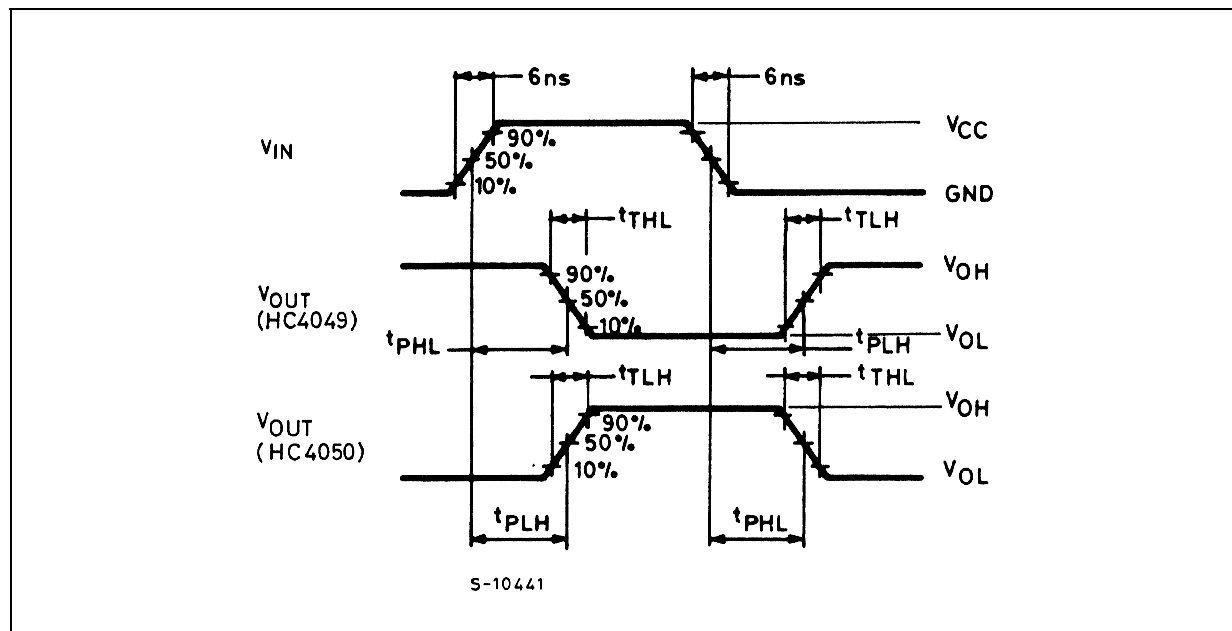 6ns
6ns
VIN
90%
50%
10%
VCC
GND
tTHL
tTLH
VOUT
(HC4049)
90%
50%
10%
VOH
VOL
tPHL
tPLH
tTLH
tTHL
VOUT
(HC4050)
90%
50%
10%
VOH
VOL
tPLH
tPHL
S-10441